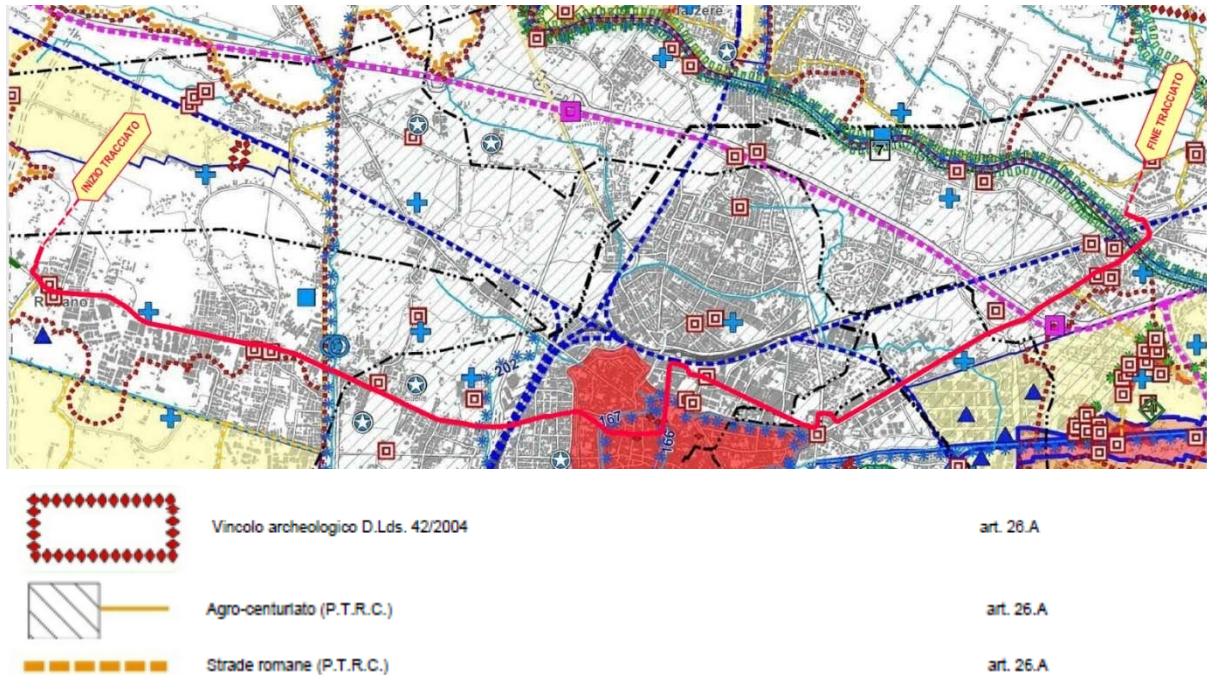 INIZIO TRACCIATO
FINE TRACCIATO
7
202
167
166
Vincolo archeologico D.Lds. 42/2004 art. 26.A
Agro-centuriato (P.T.R.C.) art. 26.A
Strade romane (P.T.R.C.) art. 26.A